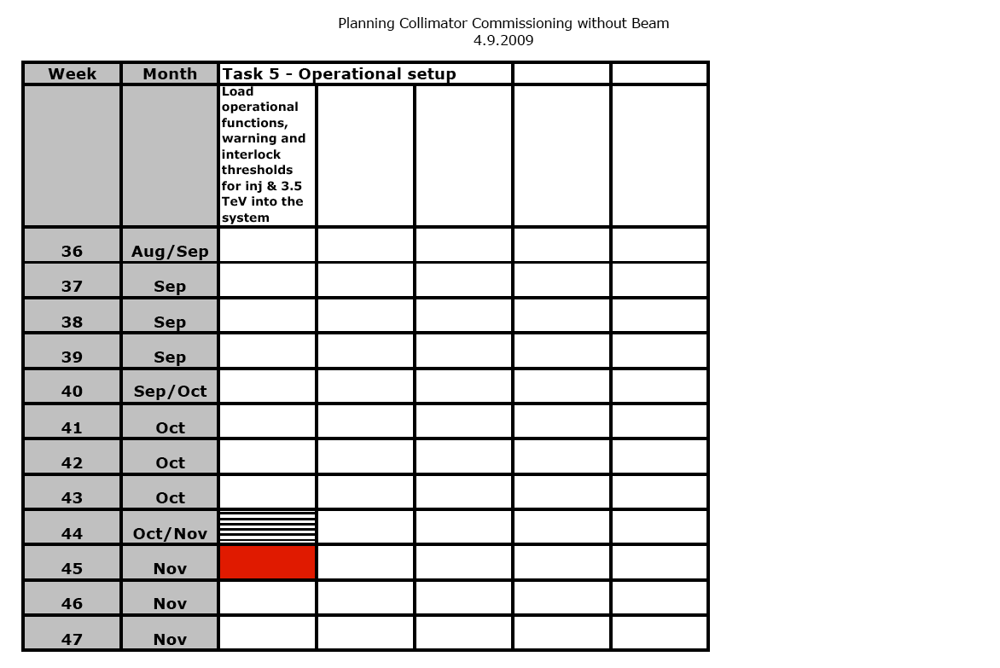 Planning Collimator Commissioning without Beam
4.9.2009
Week Month Task 5 - Operational setup
Load
operational
functions,
warning and
interlock
thresholds
for inj & 3.5
TeV into the
system
36 Aug/Sep
37 Sep
38 Sep
39 Sep
40 Sep/Oct
41 Oct
42 Oct
43 Oct
44 Oct/Nov
45 Nov
46 Nov
47 Nov